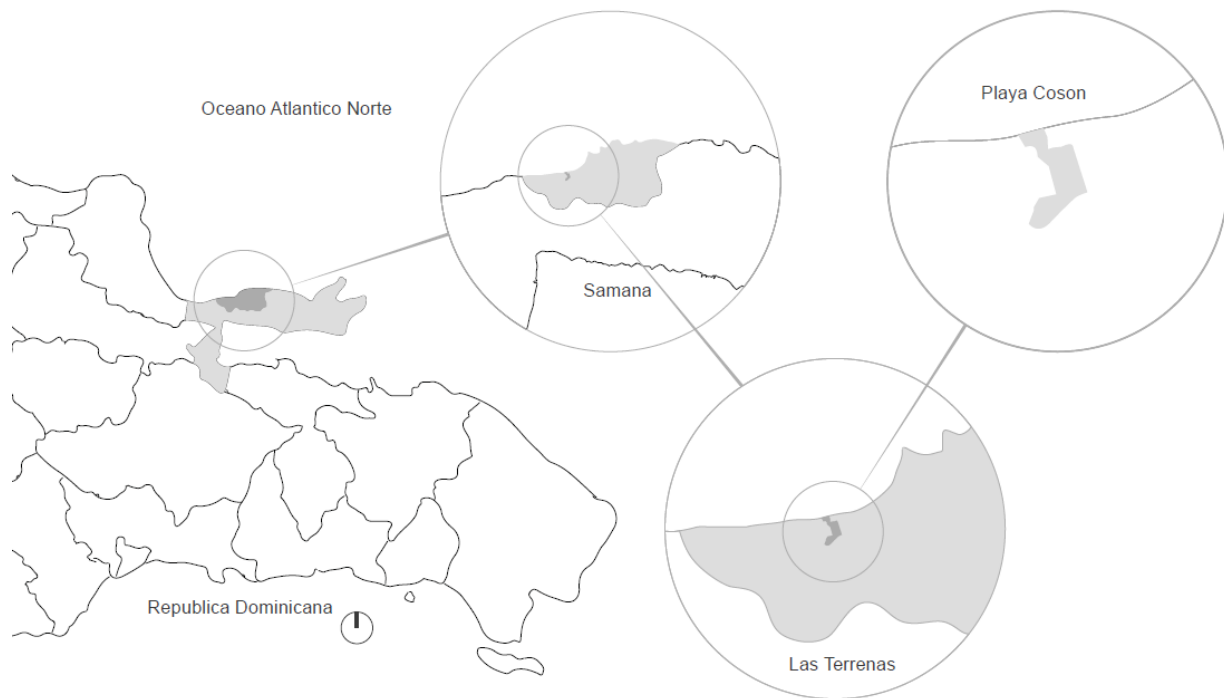 Oceano Atlantico Norte
Playa Coson
Samana
Republica Dominicana
Las Terrenas